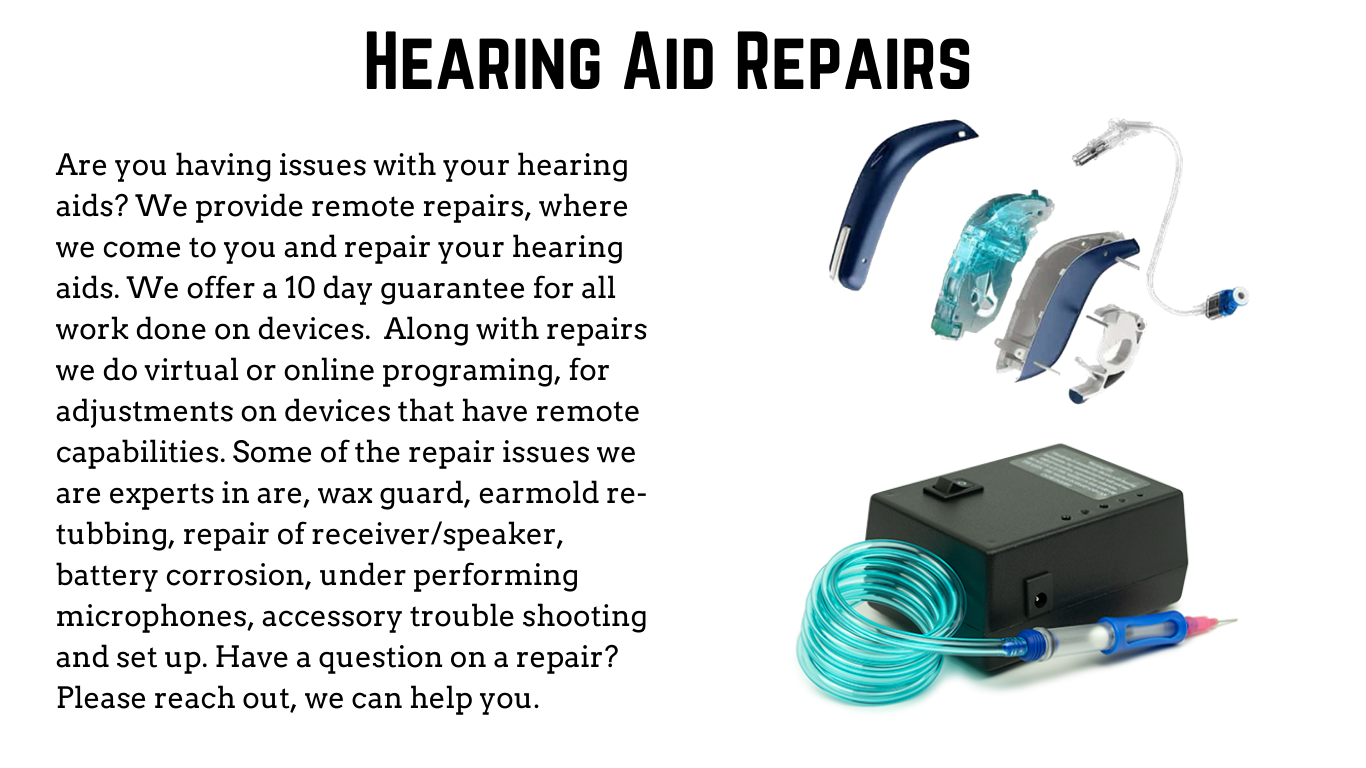 Hearing Aid Repairs
Are you having issues with your hearing
aids? We provide remote repairs, where
we come to you and repair your hearing
aids. We offer a 10 day guarantee for all
work done on devices.  Along with repairs
we do virtual or online programing, for
adjustments on devices that have remote
capabilities. Some of the repair issues we
are experts in are, wax guard, earmold re-
tubbing, repair of receiver/speaker,
battery corrosion, under performing
microphones, accessory trouble shooting
and set up. Have a question on a repair?
Please reach out, we can help you.